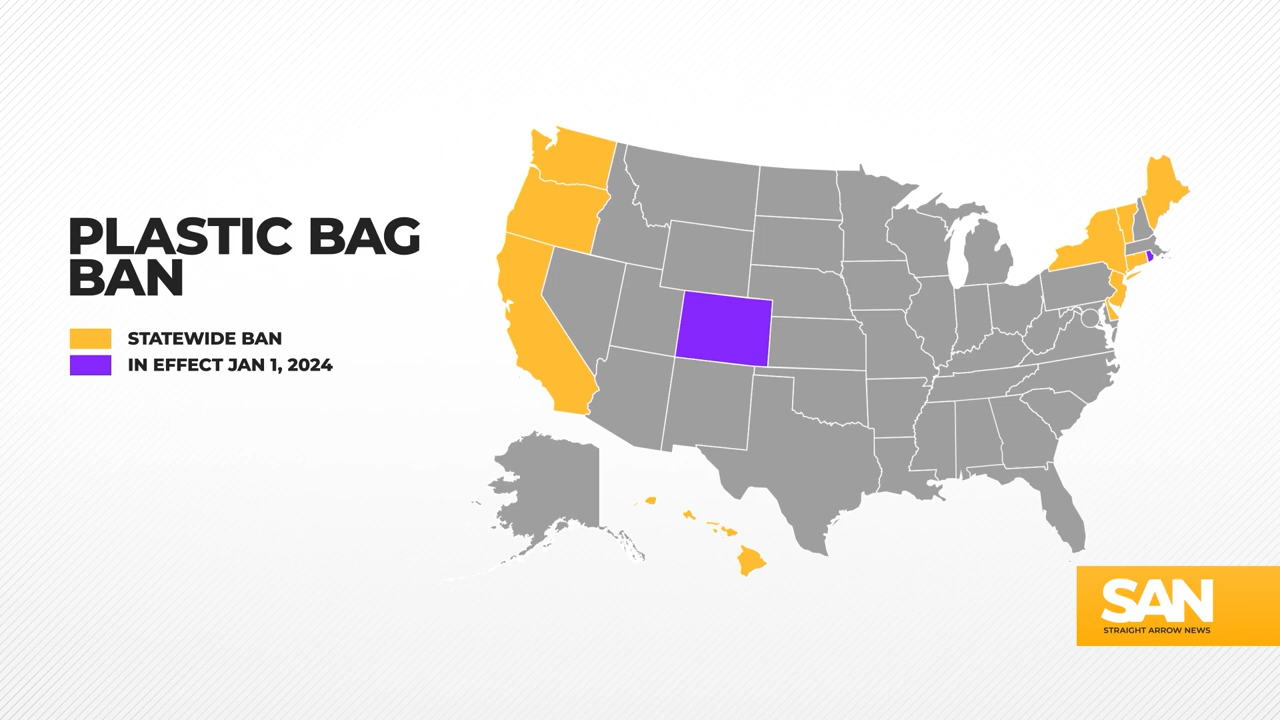 PLASTIC BAG
BAN
STATEWIDE BAN
IN EFFECT JAN 1, 2024
SAN
STRAIGHT ARROW NEWS